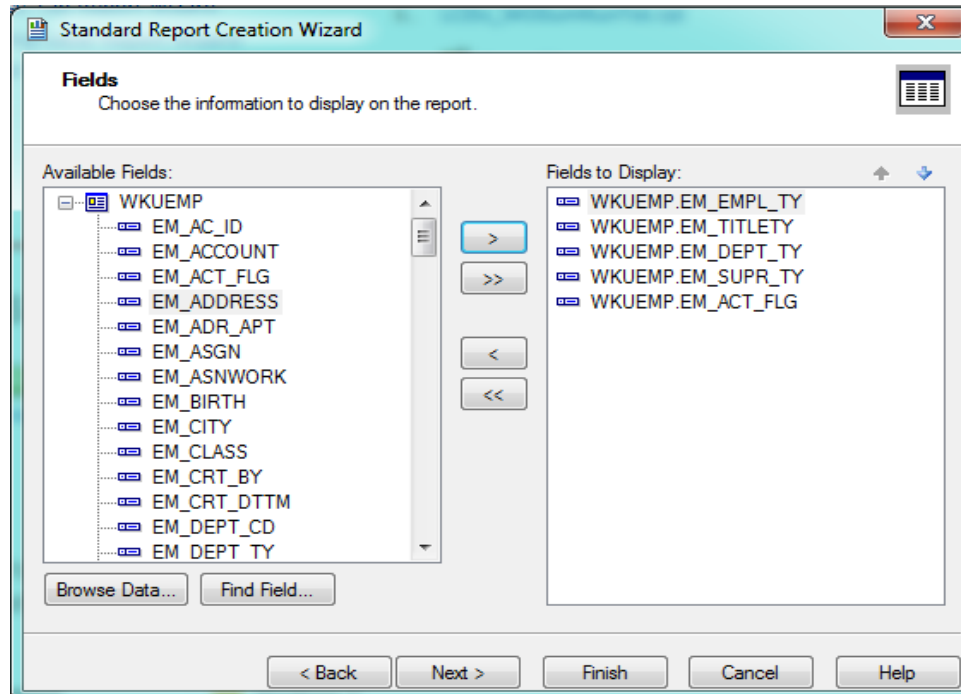 Standard Report Creation Wizard
Fields
Choose the information to display on the report.
Available Fields:
WKUEMP
EM_AC_ID
EM_ACCOUNT
EM_ACT_FLG
EM_ADDRESS
EM_ADR_APT
EM_ASGN
EM_ASNWORK
EM_BIRTH
EM_CITY
EM_CLASS
EM_CRT_BY
EM_CRT_DTTM
EM_DEPT_CD
EM_DEPT_TY
>
>>
<
<<
Fields to Display:
WKUEMP.EM_EMPL_TY
WKUEMP.EM_TITLETY
WKUEMP.EM_DEPT_TY
WKUEMP.EM_SUPR_TY
WKUEMP.EM_ACT_FLG
Browse Data... Find Field...
< Back Next > Finish Cancel Help